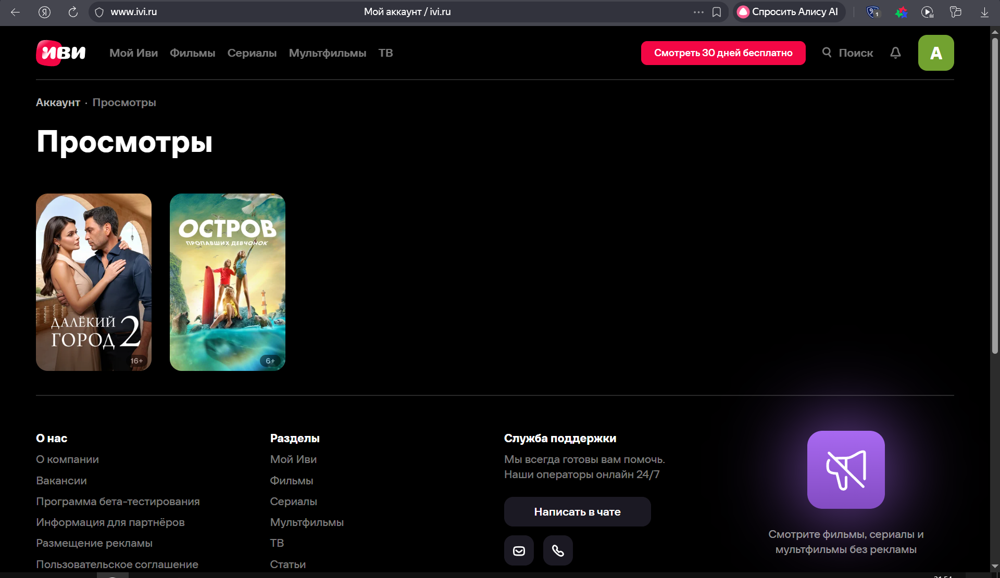 www.ivi.ru
Мой аккаунт / ivi.ru
Спросить Алису AI
1
иви
Мой Иви
Фильмы
Сериалы
Мультфильмы
ТВ
Смотреть 30 дней бесплатно
Поиск
А
Аккаунт · Просмотры
Просмотры
ДАЛЁКИЙ
ГОРОД 2
16+
ОСТРОВ
ПРОПАВШИХ ДЕВЧОНОК
6+
О нас
О компании
Вакансии
Программа бета-тестирования
Информация для партнёров
Размещение рекламы
Пользовательское соглашение
Разделы
Мой Иви
Фильмы
Сериалы
Мультфильмы
ТВ
Статьи
Служба поддержки
Мы всегда готовы вам помочь.
Наши операторы онлайн 24/7
Написать в чате
Смотрите фильмы, сериалы и
мультфильмы без рекламы